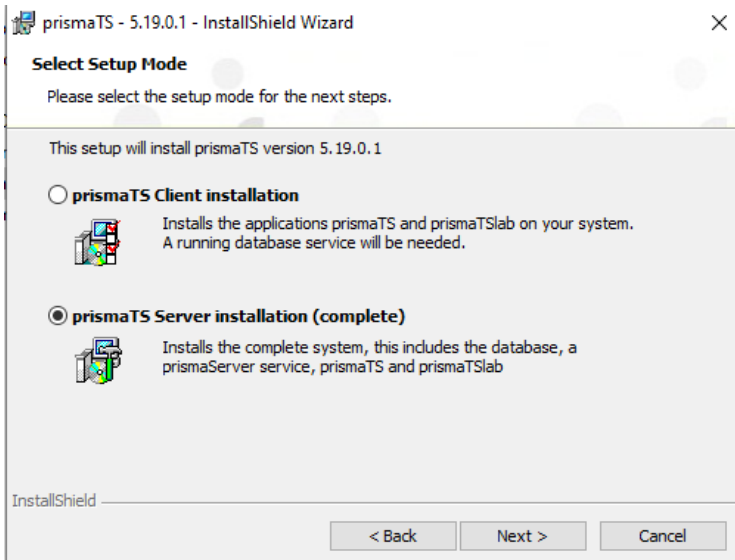 prismaTS - 5.19.0.1 - InstallShield Wizard
Select Setup Mode
Please select the setup mode for the next steps.
This setup will install prismaTS version 5.19.0.1
prismaTS Client installation
Installs the applications prismaTS and prismaTSlab on your system.
A running database service will be needed.
prismaTS Server installation (complete)
Installs the complete system, this includes the database, a
prismaServer service, prismaTS and prismaTSlab
InstallShield
< Back
Next >
Cancel